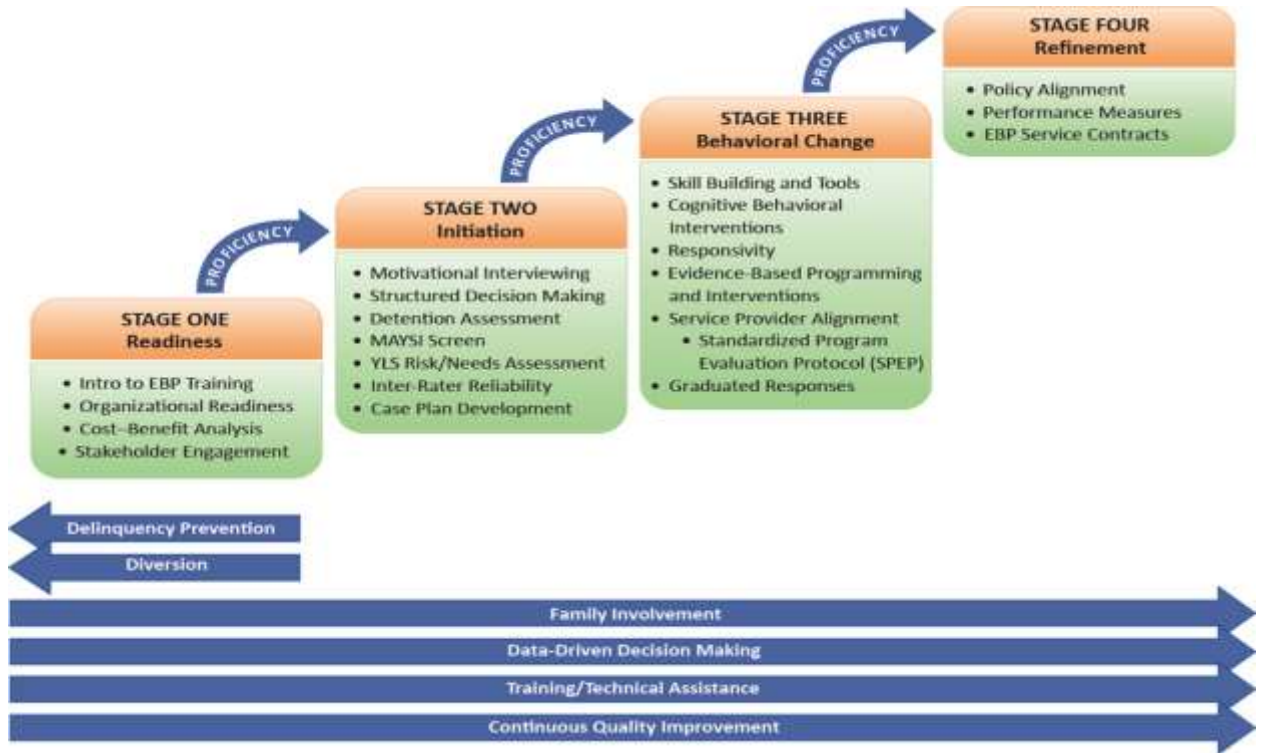 STAGE ONE
Readiness
• Intro to EBP Training
• Organizational Readiness
• Cost–Benefit Analysis
• Stakeholder Engagement
PROFICIENCY
STAGE TWO
Initiation
• Motivational Interviewing
• Structured Decision Making
• Detention Assessment
• MAYSI Screen
• YLS Risk/Needs Assessment
• Inter-Rater Reliability
• Case Plan Development
PROFICIENCY
STAGE THREE
Behavioral Change
• Skill Building and Tools
• Cognitive Behavioral
Interventions
• Responsivity
• Evidence-Based Programming
and Interventions
• Service Provider Alignment
• Standardized Program
Evaluation Protocol (SPEP)
• Graduated Responses
PROFICIENCY
STAGE FOUR
Refinement
• Policy Alignment
• Performance Measures
• EBP Service Contracts
Delinquency Prevention
Diversion
Family Involvement
Data-Driven Decision Making
Training/Technical Assistance
Continuous Quality Improvement